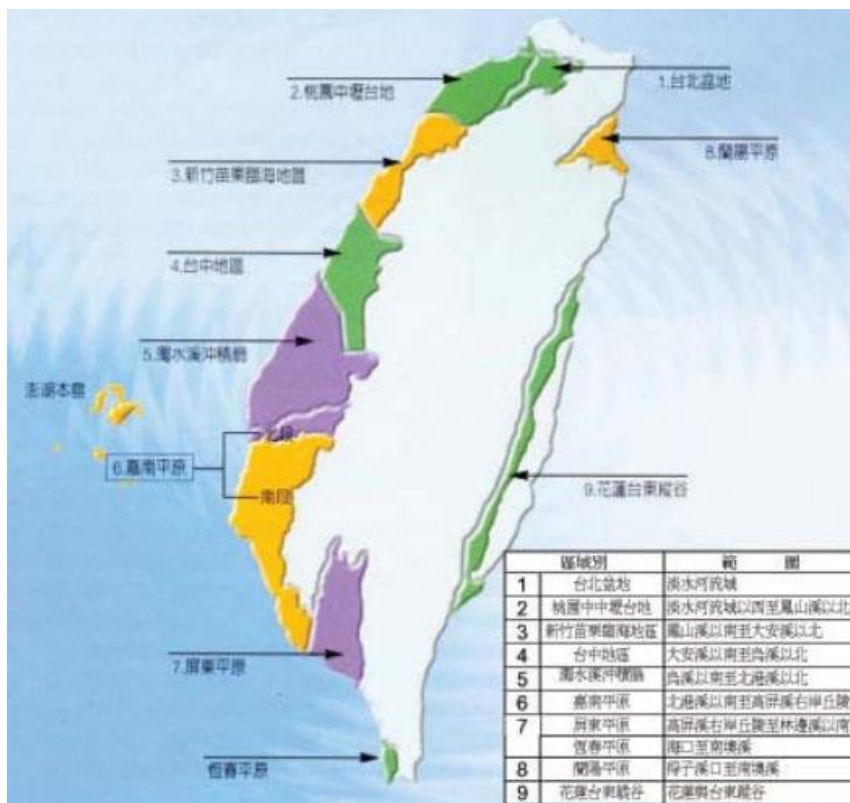 2.桃園中壢台地
1.台北盆地
8.蘭陽平原
3.新竹苗栗臨海地區
4.台中地區
5.濁水溪沖積扇
澎湖本島
北段
6.嘉南平原
南段
9.花蓮台東縱谷
7.屏東平原
恆春平原
區域別 範圍
1 台北盆地 淡水河流域
2 桃園中中壢台地 淡水河流域以西至鳳山溪以北
3 新竹苗栗臨海地區 鳳山溪以南至大安溪以北
4 台中地區 大安溪以南至烏溪以北
5 濁水溪沖積扇 烏溪以南至北港溪以北
6 嘉南平原 北港溪以南至高屏溪右岸丘陵
7 屏東平原 高屏溪右岸丘陵至林邊溪以南
恆春平原 海口至南境溪
8 蘭陽平原 得子溪口至南境溪
9 花蓮台東縱谷 花蓮與台東縱谷